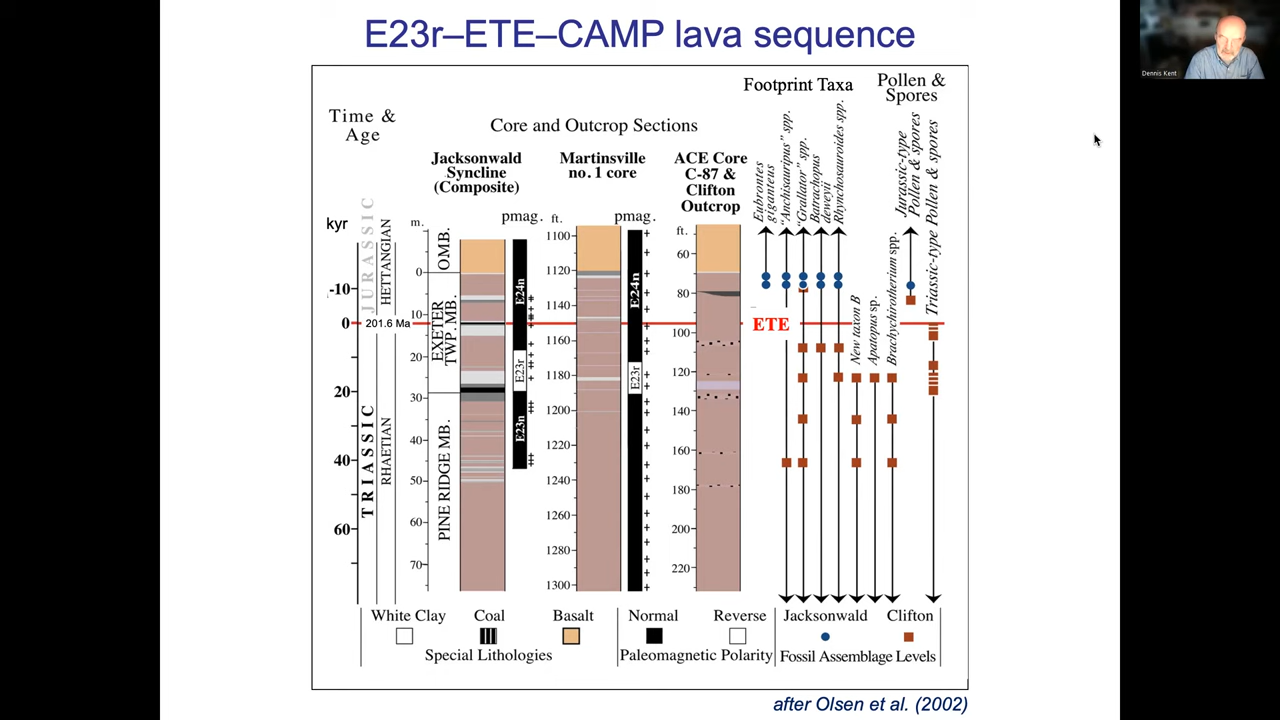 E23r–ETE–CAMP lava sequence
Dennis Kent
Footprint Taxa
Pollen &
Spores
Time &
Age
Core and Outcrop Sections
Jacksonwald
Syncline
(Composite)
Martinsville
no. 1 core
ACE Core
C-87 &
Clifton
Outcrop
Eubrontes
giganteus
"Anchisauripus" spp.
"Grallator" spp.
Batrachopus
deweyii
Rhynchosauroides spp.
Jurassic-type
Pollen & spores
Triassic-type Pollen & spores
New taxon B
Apatopus sp.
Brachychirotherium spp.
kyr
-10
0
20
40
60
201.6 Ma
JURASSIC
TRIASSIC
HETTANGIAN
RHAETIAN
m.
0
10
20
30
40
50
60
70
OMB.
EXETER
TWP. MB.
PINE RIDGE MB.
pmag.
E24n
E23r
E23n
ft.
1100
1120
1140
1160
1180
1200
1220
1240
1260
1280
1300
pmag.
E24n
E23r
ft.
60
80
100
120
140
160
180
200
220
ETE
White Clay
Coal
Basalt
Special Lithologies
Normal
Reverse
Paleomagnetic Polarity
Jacksonwald
Clifton
Fossil Assemblage Levels
after Olsen et al. (2002)